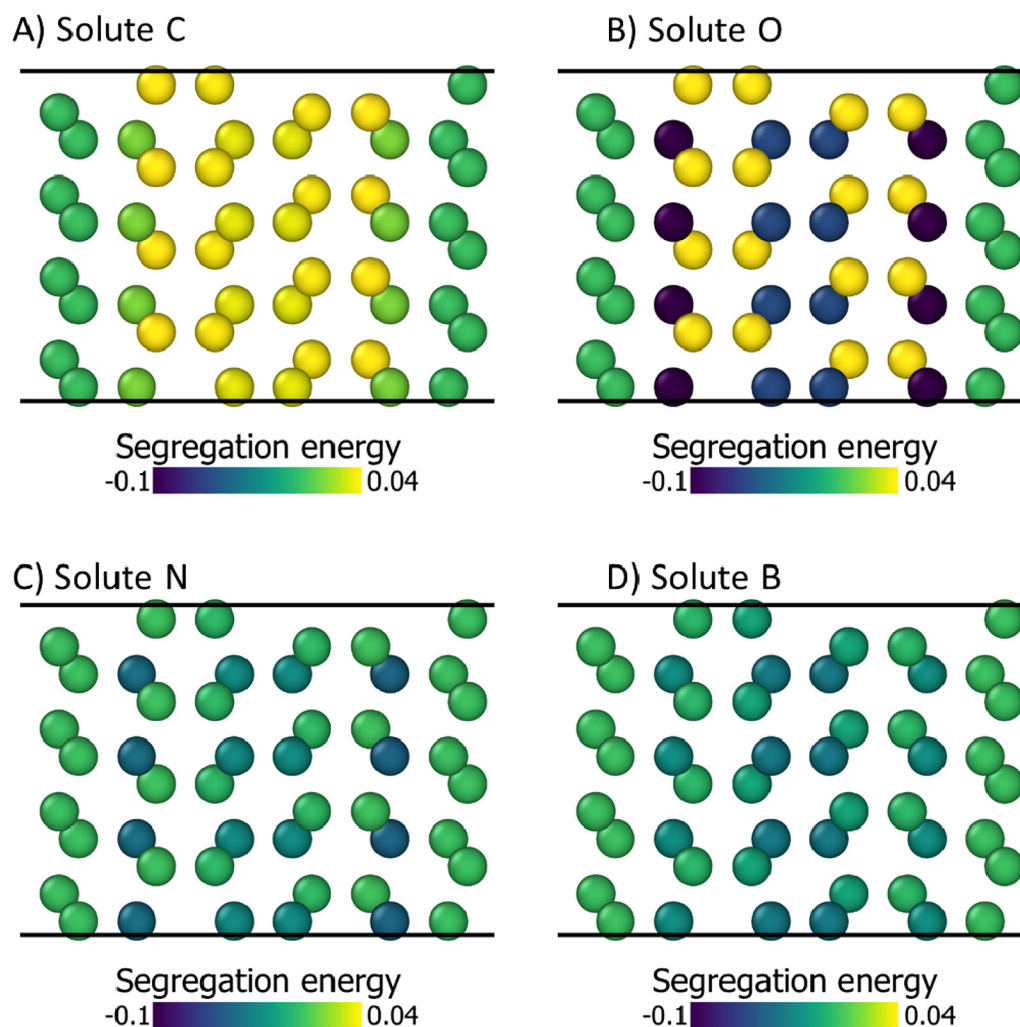 A) Solute C
B) Solute O
Segregation energy
-0.1 0.04
Segregation energy
-0.1 0.04
C) Solute N
D) Solute B
Segregation energy
-0.1 0.04
Segregation energy
-0.1 0.04